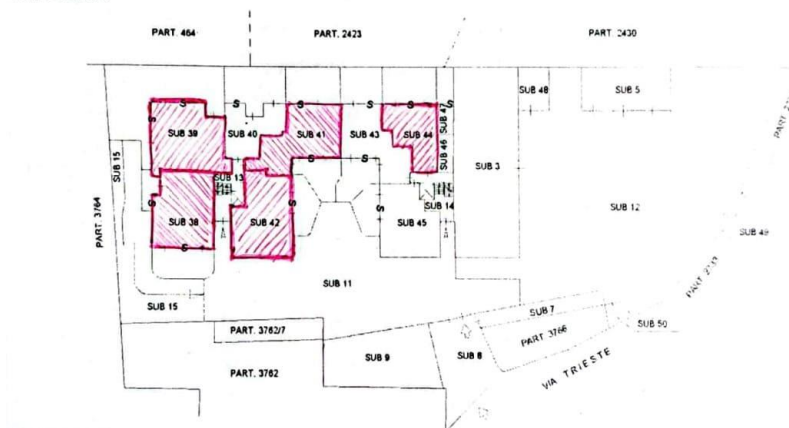 PART. 464
PART. 2423
PART. 2430
SUB 48
SUB 5
S
S
S
S
S
S
SUB 47
SUB 39
SUB 40
SUB 41
SUB 43
SUB 44
SUB 46
SUB 15
S
S
SUB 3
SUB 13
PART. 3764
S
SUB 38
SUB 42
S
S
SUB 45
SUB 14
SUB 12
SUB 49
S
SUB 11
SUB 15
SUB 7
PART. 3762/7
SUB 50
PART. 3766
SUB 9
SUB 8
PART. 3762
VIA TRIESTE